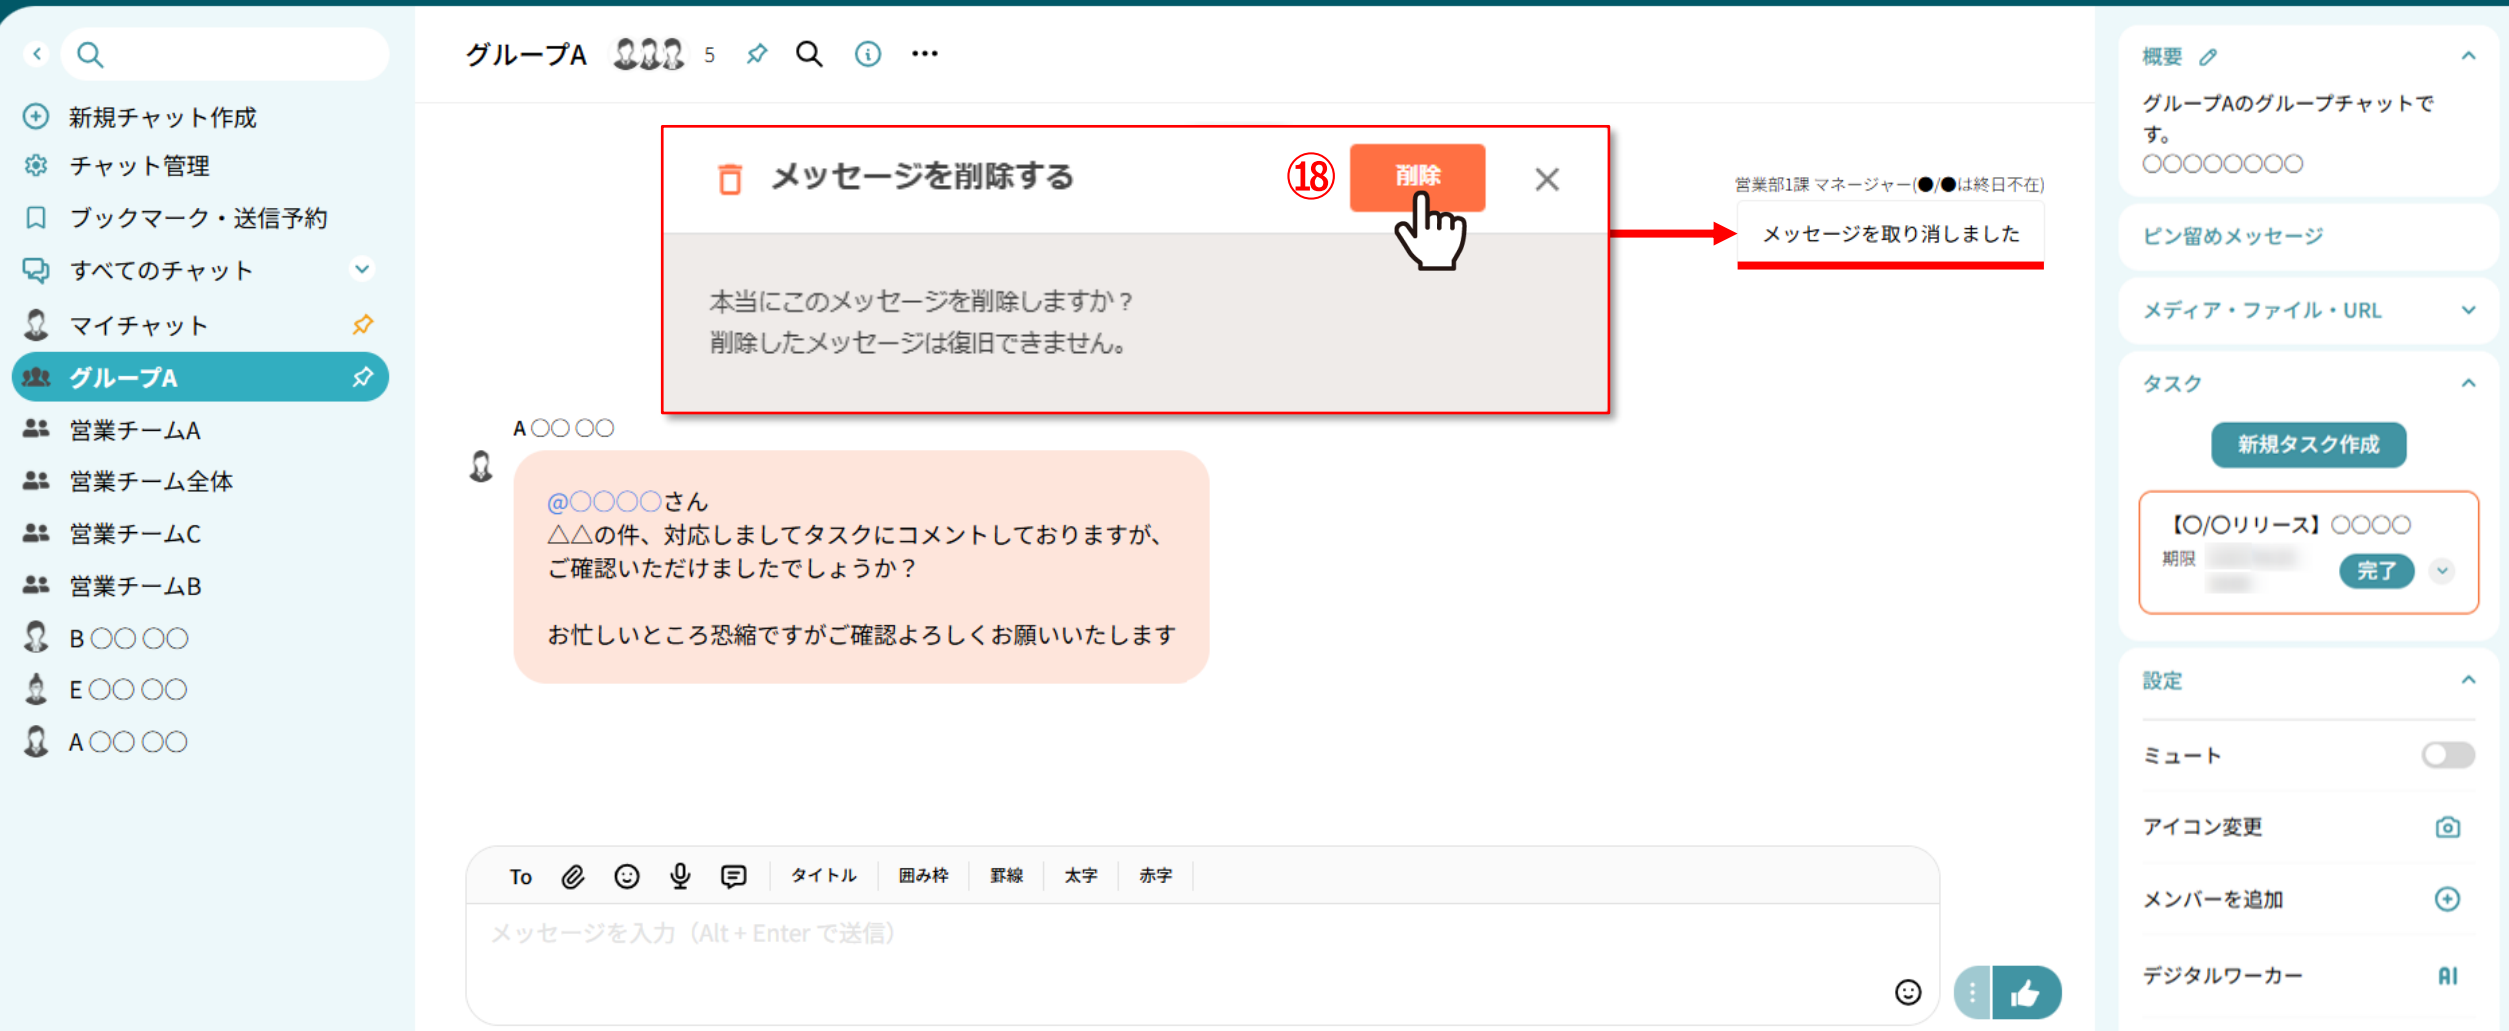 新規チャット作成
チャット管理
ブックマーク・送信予約
すべてのチャット
マイチャット
グループA
営業チームA
営業チーム全体
営業チームC
営業チームB
B 〇〇 〇〇
E 〇〇 〇〇
A 〇〇 〇〇
グループA 5
メッセージを削除する ⑱ 削除
本当にこのメッセージを削除しますか？
削除したメッセージは復旧できません。
営業部1課 マネージャー(●/●は終日不在)
メッセージを取り消しました
A 〇〇 〇〇
@〇〇〇〇さん
△△の件、対応しましてタスクにコメントしておりますが、
ご確認いただけましたでしょうか？
お忙しいところ恐縮ですがご確認よろしくお願いいたします
To タイトル 囲み枠 罫線 太字 赤字
メッセージを入力（Alt + Enter で送信）
概要
グループAのグループチャットで
す。
〇〇〇〇〇〇〇〇
ピン留めメッセージ
メディア・ファイル・URL
タスク
新規タスク作成
【〇/〇リリース】〇〇〇〇
期限
完了
設定
ミュート
アイコン変更
メンバーを追加
デジタルワーカー AI